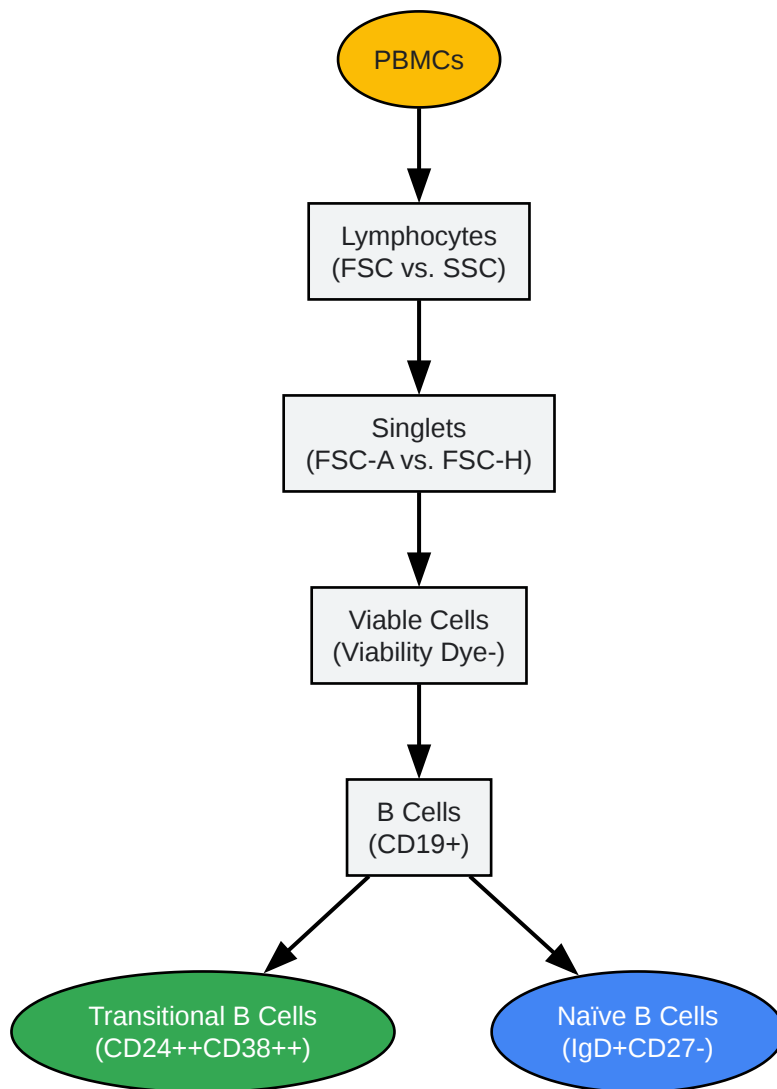 PBMCs
Lymphocytes
(FSC vs. SSC)
Singlets
(FSC-A vs. FSC-H)
Viable Cells
(Viability Dye-)
B Cells
(CD19+)
Transitional B Cells
(CD24++CD38++)
Naïve B Cells
(IgD+CD27-)